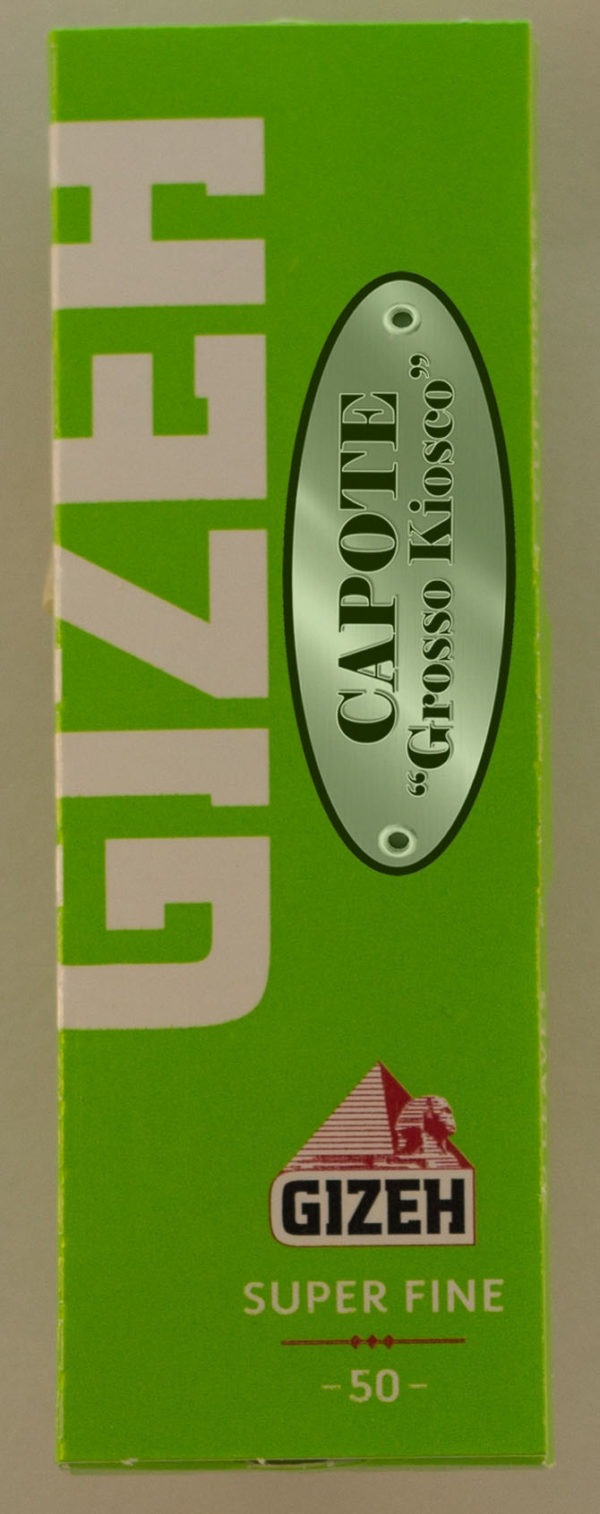 GIZEH
CAPOTE
“Grosso Kiosco”
GIZEH
SUPER FINE
-50-